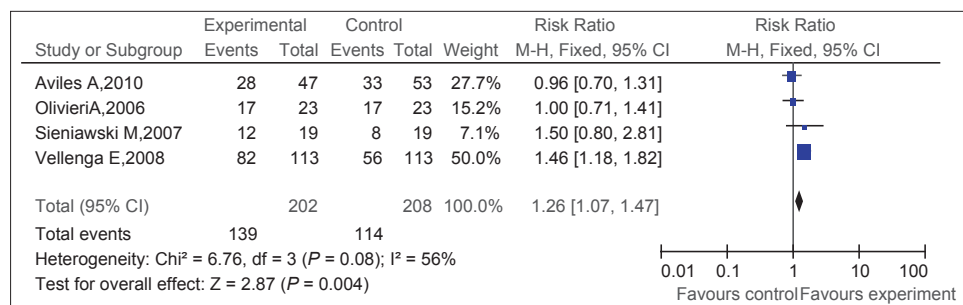 Experimental Control Risk Ratio Risk Ratio
Study or Subgroup Events Total Events Total Weight M-H, Fixed, 95% CI M-H, Fixed, 95% CI
Aviles A,2010 28 47 33 53 27.7% 0.96 [0.70, 1.31]
OlivieriA,2006 17 23 17 23 15.2% 1.00 [0.71, 1.41]
Sieniawski M,2007 12 19 8 19 7.1% 1.50 [0.80, 2.81]
Vellenga E,2008 82 113 56 113 50.0% 1.46 [1.18, 1.82]
Total (95% CI) 202 208 100.0% 1.26 [1.07, 1.47]
Total events 139 114
Heterogeneity: Chi² = 6.76, df = 3 (P = 0.08); I² = 56%
Test for overall effect: Z = 2.87 (P = 0.004)
0.01 0.1 1 10 100
Favours control Favours experiment